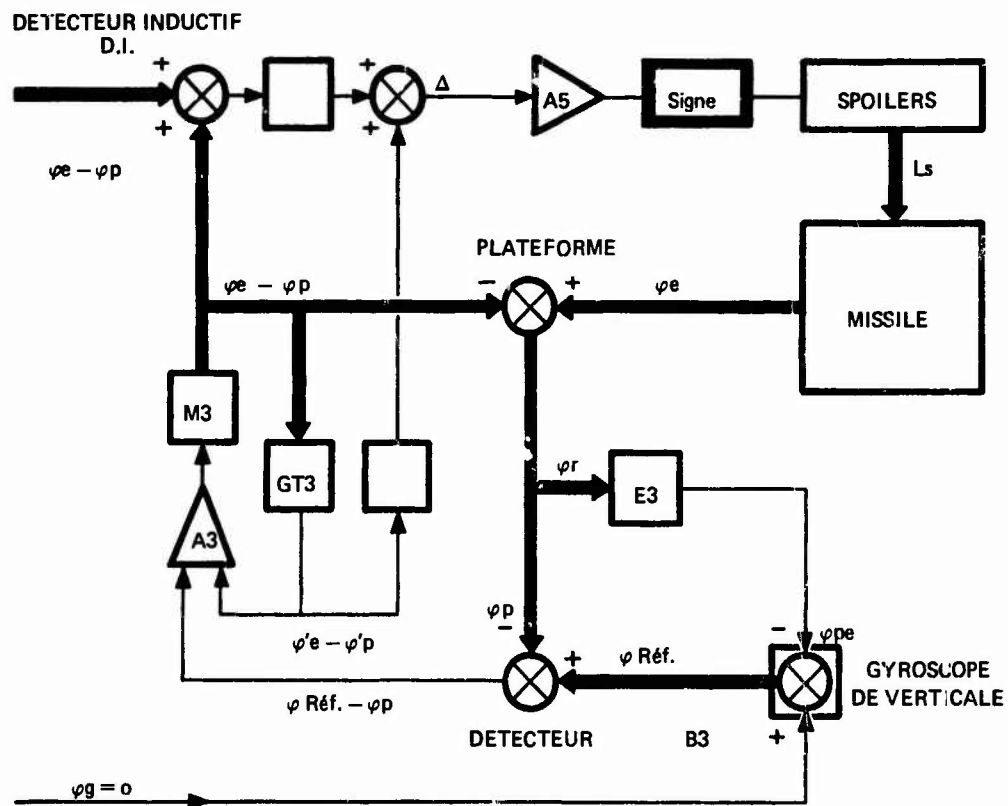 DETECTEUR INDUCTIF
D.I.
+
+
+
+
Δ
A5
Signe
SPOILERS
φe – φp
Ls
PLATEFORME
φe – φp
–
+
φe
MISSILE
M3
GT3
φr
E3
A3
φp
–
φ'e – φ'p
+
φ Réf.
–
φpe
GYROSCOPE
DE VERTICALE
φ Réf. – φp
DETECTEUR
B3
+
φg = o